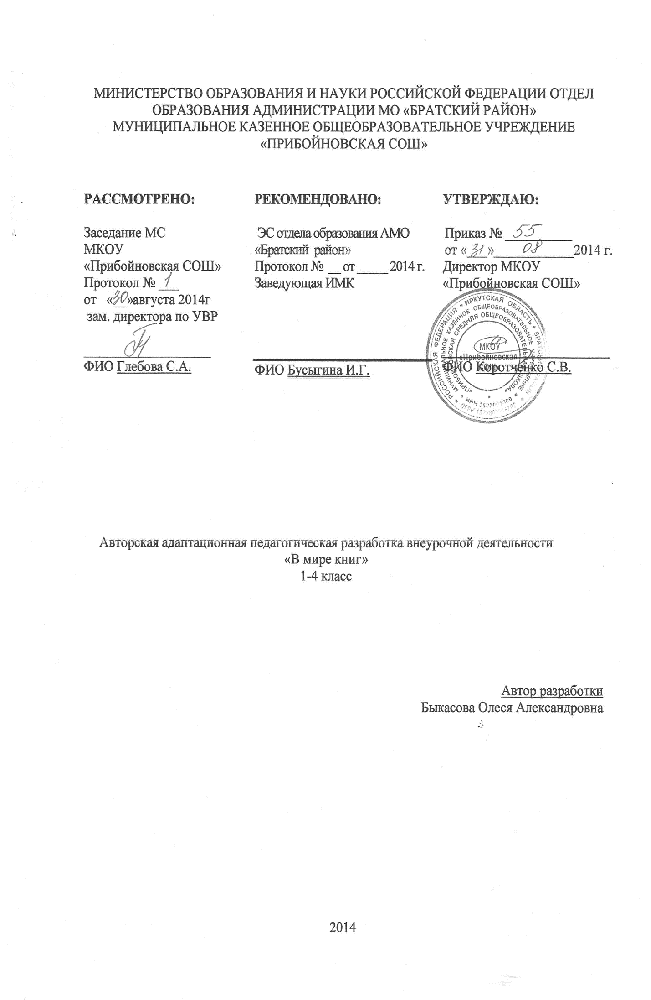 МИНИСТЕРСТВО ОБРАЗОВАНИЯ И НАУКИ РОССИЙСКОЙ ФЕДЕРАЦИИ ОТДЕЛ
ОБРАЗОВАНИЯ АДМИНИСТРАЦИИ МО «БРАТСКИЙ РАЙОН»
МУНИЦИПАЛЬНОЕ КАЗЕННОЕ ОБЩЕОБРАЗОВАТЕЛЬНОЕ УЧРЕЖДЕНИЕ
«ПРИБОЙНОВСКАЯ СОШ»
РАССМОТРЕНО:
Заседание МС
МКОУ
«Прибойновская СОШ»
Протокол № 1
от «30»августа 2014г
зам. директора по УВР
ФИО Глебова С.А.
РЕКОМЕНДОВАНО:
ЭС отдела образования АМО
«Братский район»
Протокол № __ от _____ 2014 г.
Заведующая ИМК
ФИО Бусыгина И.Г.
УТВЕРЖДАЮ:
Приказ № 55
от «31» 08 2014 г.
Директор МКОУ
«Прибойновская СОШ»
ФИО Коротченко С.В.
РОССИЙСКАЯ ФЕДЕРАЦИЯ * ИРКУТСКАЯ ОБЛАСТЬ * БРАТСКИЙ РАЙОН
МУНИЦИПАЛЬНОЕ КАЗЕННОЕ ОБЩЕОБРАЗОВАТЕЛЬНОЕ УЧРЕЖДЕНИЕ
«ПРИБОЙНОВСКАЯ СРЕДНЯЯ ОБЩЕОБРАЗОВАТЕЛЬНАЯ ШКОЛА»
МКОУ
«Прибойновская
СОШ»
ИНН
ОГРН
Авторская адаптационная педагогическая разработка внеурочной деятельности
«В мире книг»
1-4 класс
Автор разработки
Быкасова Олеся Александровна
2014